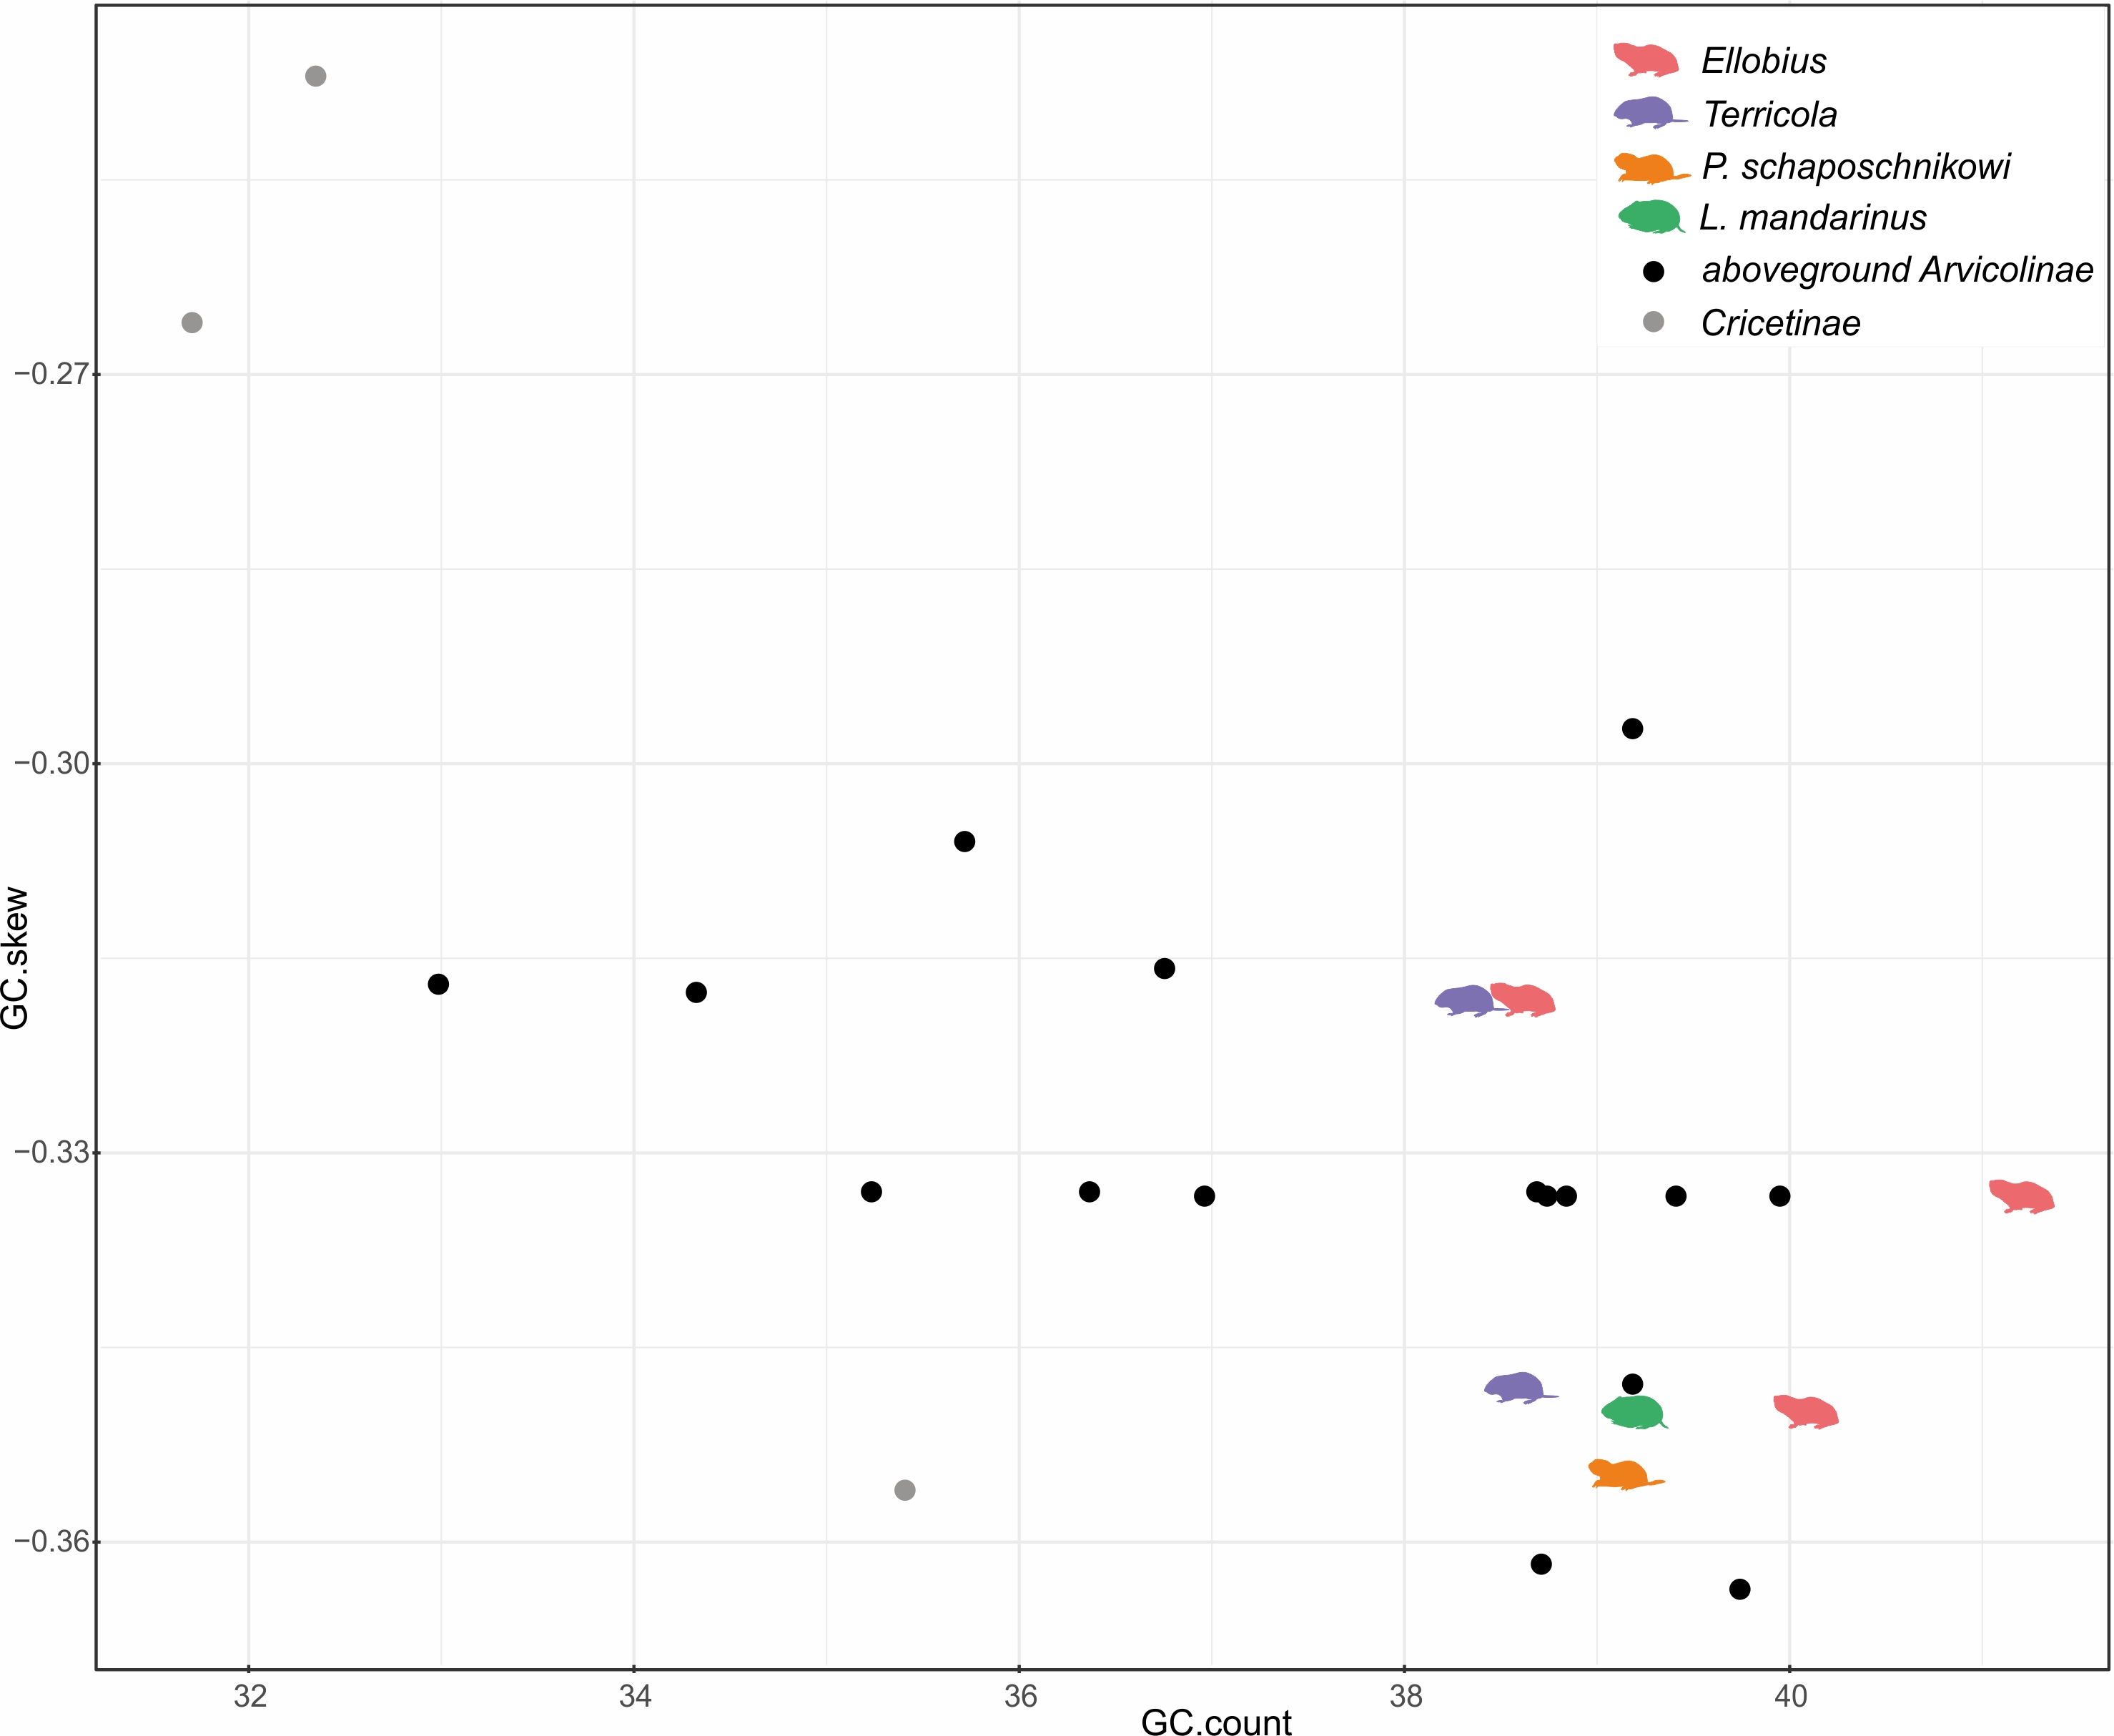 Ellobius
Terricola
P. schaposchnikowi
L. mandarinus
aboveground Arvicolinae
Cricetinae
−0.27
−0.30
−0.33
−0.36
GC.skew
32 34 36 38 40
GC.count